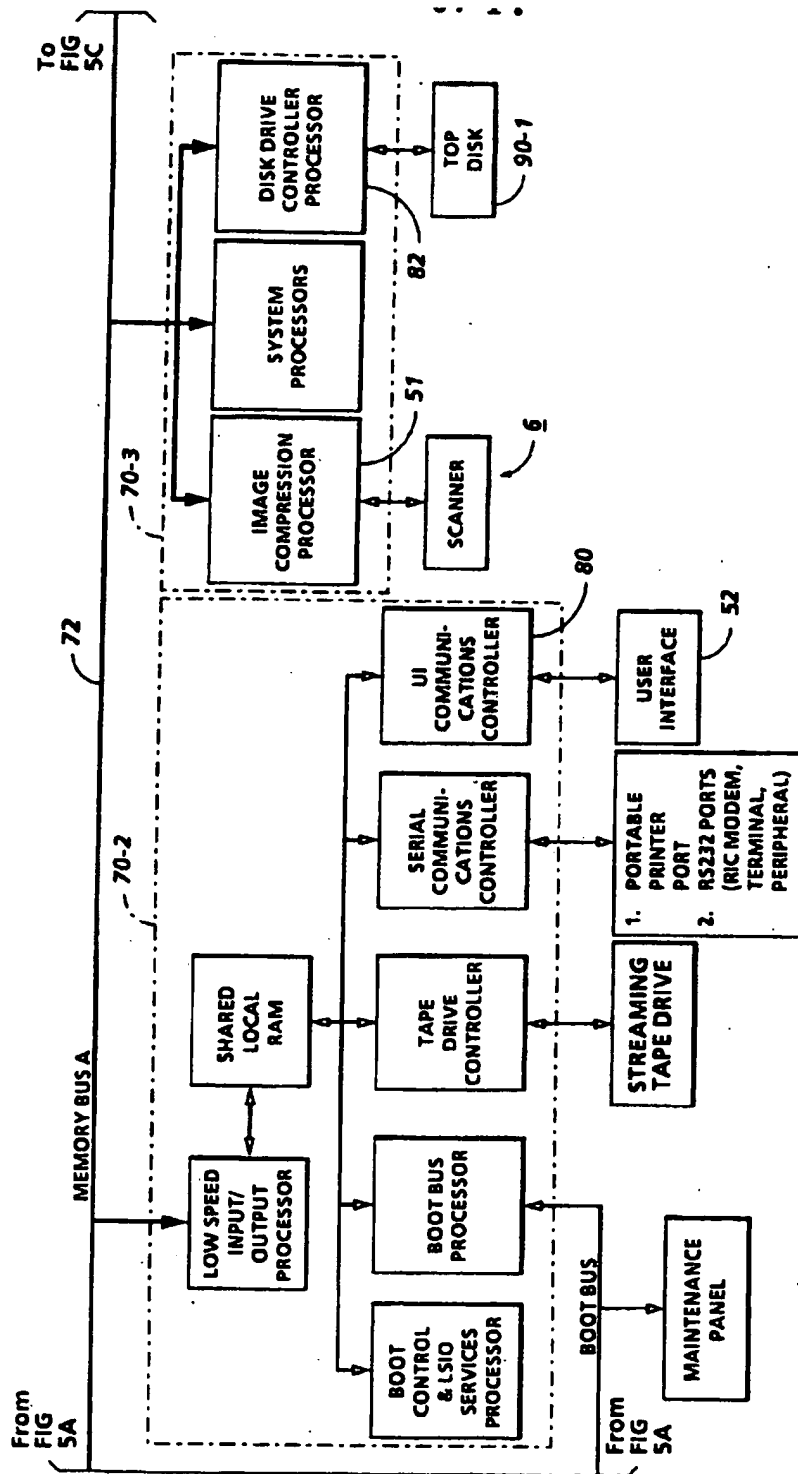 From
FIG
5A
MEMORY BUS A
72
To
FIG
5C
70-2
70-3
LOW SPEED
INPUT/
OUTPUT
PROCESSOR
SHARED
LOCAL
RAM
IMAGE
COMPRESSION
PROCESSOR
SYSTEM
PROCESSORS
DISK DRIVE
CONTROLLER
PROCESSOR
51
82
SCANNER
6
TOP
DISK
90-1
BOOT
CONTROL
& LSIO
SERVICES
PROCESSOR
BOOT BUS
PROCESSOR
TAPE
DRIVE
CONTROLLER
SERIAL
COMMUNI-
CATIONS
CONTROLLER
UI
COMMUNI-
CATIONS
CONTROLLER
80
BOOT BUS
From
FIG
5A
MAINTENANCE
PANEL
STREAMING
TAPE DRIVE
1. PORTABLE
PRINTER
PORT
2. RS232 PORTS
(RIC MODEM,
TERMINAL,
PERIPHERAL)
USER
INTERFACE
52